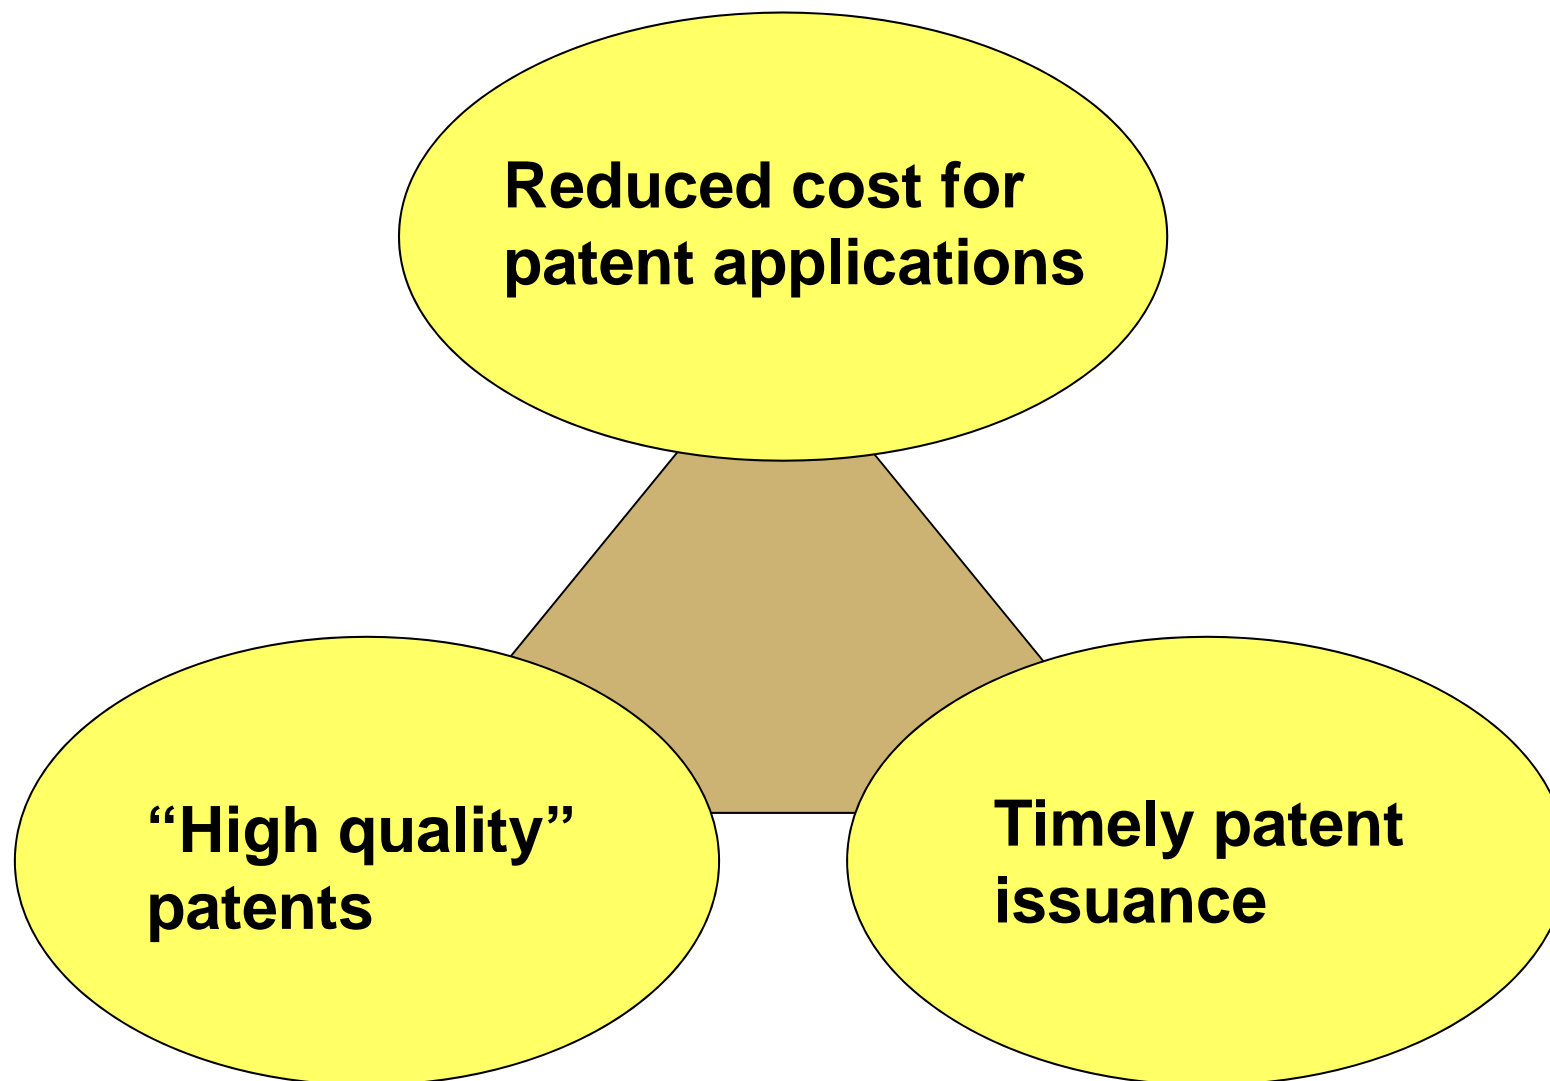 Reduced cost for
patent applications
“High quality”
patents
Timely patent
issuance